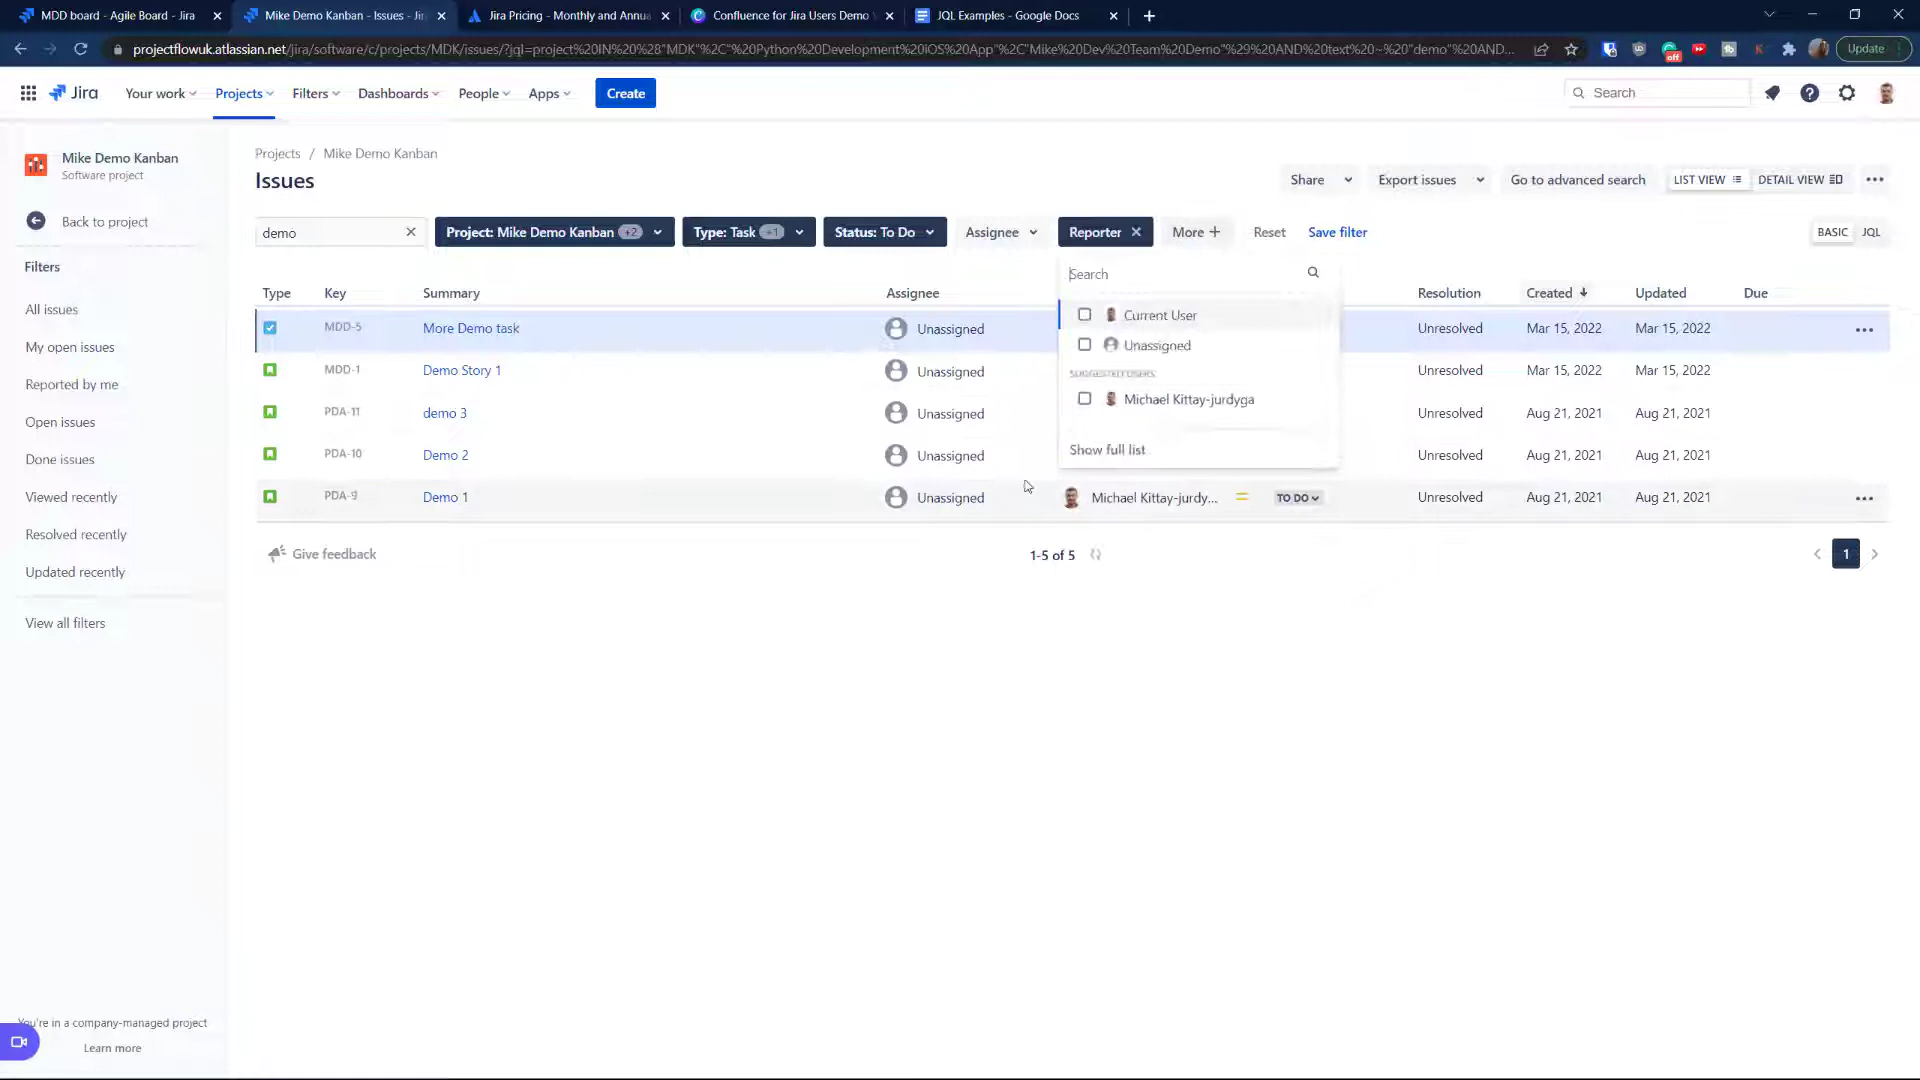 MDD board - Agile Board - Jira
Mike Demo Kanban - Issues - Jir
Jira Pricing - Monthly and Annua
Confluence for Jira Users Demo
JQL Examples - Google Docs
projectflowuk.atlassian.net/jira/software/c/projects/MDK/issues/?jql=project%20IN%20%28"MDK"%2C"%20Python%20Development%20iOS%20App"%2C"Mike%20Dev%20Team%20Demo"%29%20AND%20text%20~%20"demo"%20AND...
off
Update
Jira
Your work
Projects
Filters
Dashboards
People
Apps
Create
Search
Mike Demo Kanban
Software project
Back to project
Filters
All issues
My open issues
Reported by me
Open issues
Done issues
Viewed recently
Resolved recently
Updated recently
View all filters
You're in a company-managed project
Learn more
Projects / Mike Demo Kanban
Issues
Share
Export issues
Go to advanced search
LIST VIEW
DETAIL VIEW
demo
Project: Mike Demo Kanban +2
Type: Task +1
Status: To Do
Assignee
Reporter
More +
Reset
Save filter
BASIC
JQL
Search
Current User
Unassigned
SUGGESTED USERS
Michael Kittay-jurdyga
Show full list
Type Key Summary Assignee Resolution Created Updated Due
MDD-5 More Demo task Unassigned Unresolved Mar 15, 2022 Mar 15, 2022
MDD-1 Demo Story 1 Unassigned Unresolved Mar 15, 2022 Mar 15, 2022
PDA-11 demo 3 Unassigned Unresolved Aug 21, 2021 Aug 21, 2021
PDA-10 Demo 2 Unassigned Unresolved Aug 21, 2021 Aug 21, 2021
PDA-9 Demo 1 Unassigned Michael Kittay-jurdy... TO DO Unresolved Aug 21, 2021 Aug 21, 2021
Give feedback
1-5 of 5
1